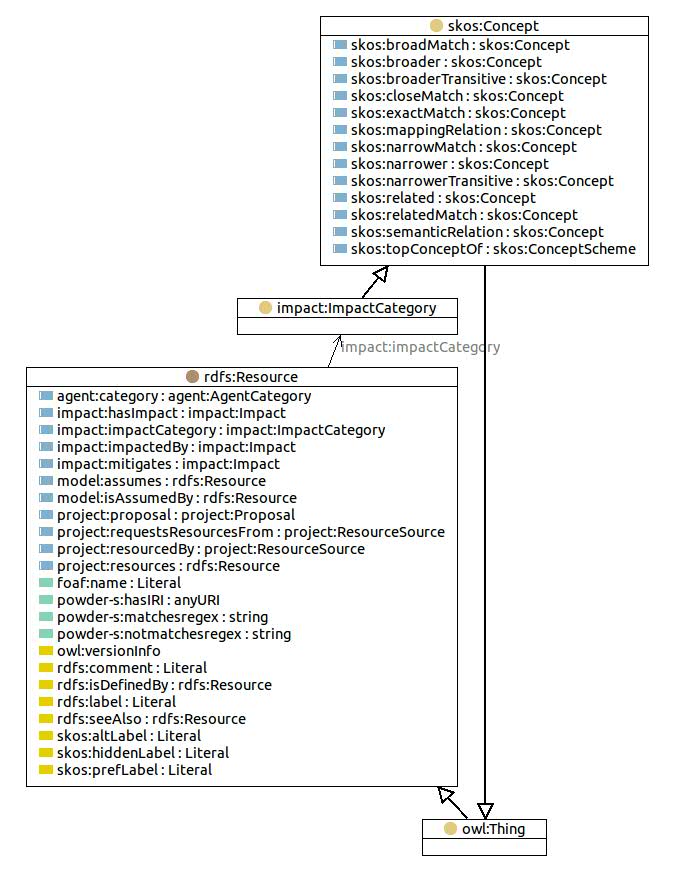 skos:Concept
skos:broadMatch : skos:Concept
skos:broader : skos:Concept
skos:broaderTransitive : skos:Concept
skos:closeMatch : skos:Concept
skos:exactMatch : skos:Concept
skos:mappingRelation : skos:Concept
skos:narrowMatch : skos:Concept
skos:narrower : skos:Concept
skos:narrowerTransitive : skos:Concept
skos:related : skos:Concept
skos:relatedMatch : skos:Concept
skos:semanticRelation : skos:Concept
skos:topConceptOf : skos:ConceptScheme
impact:ImpactCategory
impact:impactCategory
rdfs:Resource
agent:category : agent:AgentCategory
impact:hasImpact : impact:Impact
impact:impactCategory : impact:ImpactCategory
impact:impactedBy : impact:Impact
impact:mitigates : impact:Impact
model:assumes : rdfs:Resource
model:isAssumedBy : rdfs:Resource
project:proposal : project:Proposal
project:requestsResourcesFrom : project:ResourceSource
project:resourcedBy : project:ResourceSource
project:resources : rdfs:Resource
foaf:name : Literal
powder-s:hasIRI : anyURI
powder-s:matchesregex : string
powder-s:notmatchesregex : string
owl:versionInfo
rdfs:comment : Literal
rdfs:isDefinedBy : rdfs:Resource
rdfs:label : Literal
rdfs:seeAlso : rdfs:Resource
skos:altLabel : Literal
skos:hiddenLabel : Literal
skos:prefLabel : Literal
owl:Thing